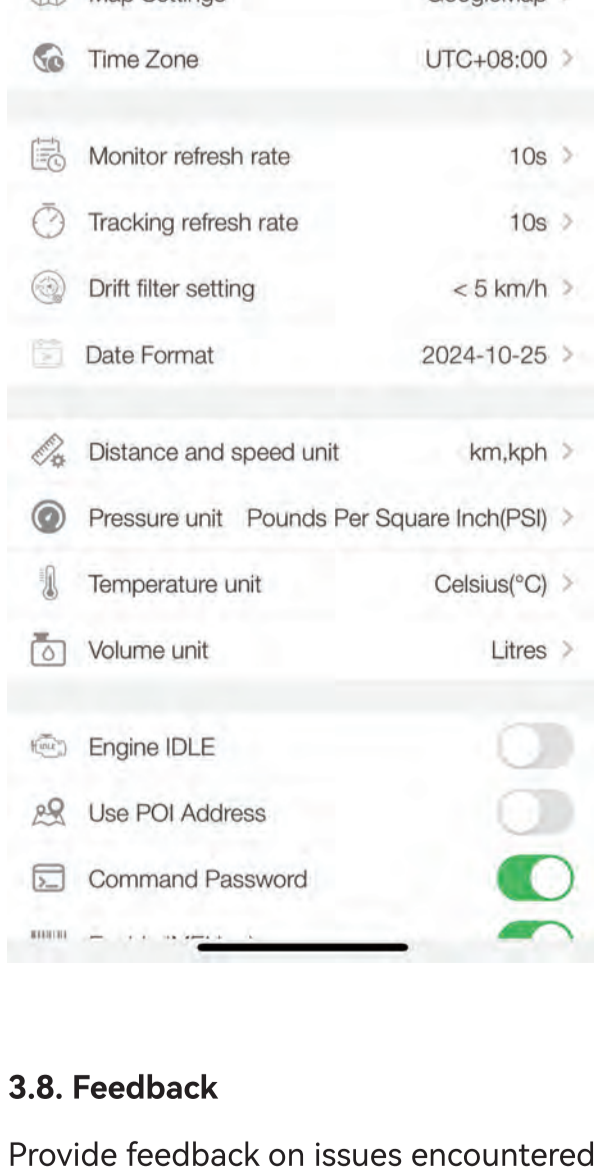 Time Zone UTC+08:00
Monitor refresh rate 10s
Tracking refresh rate 10s
Drift filter setting < 5 km/h
Date Format 2024-10-25
Distance and speed unit km,kph
Pressure unit Pounds Per Square Inch(PSI)
Temperature unit Celsius(°C)
Volume unit Litres
IDLE Engine IDLE
Use POI Address
Command Password
3.8. Feedback
Provide feedback on issues encountered